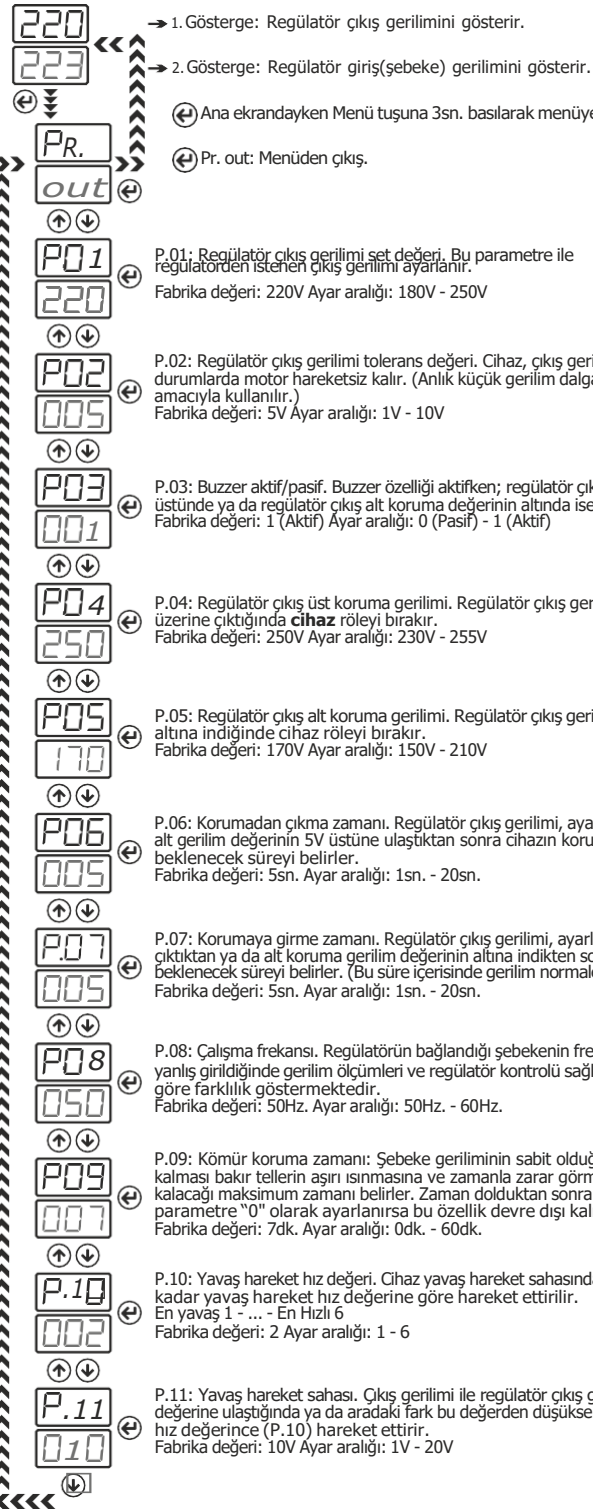 220
1. Gösterge: Regülatör çıkış gerilimini gösterir.
223
2. Gösterge: Regülatör giriş(şebeke) gerilimini gösterir.
Ana ekrandayken Menü tuşuna 3sn. basılarak menüye
PR.
out
Pr. out: Menüden çıkış.
P01
220
P.01: Regülatör çıkış gerilimi set değeri. Bu parametre ile
regülatörden istenen çıkış gerilimi ayarlanır.
Fabrika değeri: 220V Ayar aralığı: 180V - 250V
P02
005
P.02: Regülatör çıkış gerilimi tolerans değeri. Cihaz, çıkış geri
durumlarda motor hareketsiz kalır. (Anlık küçük gerilim dalga
amacıyla kullanılır.)
Fabrika değeri: 5V Ayar aralığı: 1V - 10V
P03
001
P.03: Buzzer aktif/pasif. Buzzer özelliği aktifken; regülatör çık
üstünde ya da regülatör çıkış alt koruma değerinin altında ise
Fabrika değeri: 1 (Aktif) Ayar aralığı: 0 (Pasif) - 1 (Aktif)
P04
250
P.04: Regülatör çıkış üst koruma gerilimi. Regülatör çıkış ger
üzerine çıktığında cihaz röleyi bırakır.
Fabrika değeri: 250V Ayar aralığı: 230V - 255V
P05
170
P.05: Regülatör çıkış alt koruma gerilimi. Regülatör çıkış geri
altına indiğinde cihaz röleyi bırakır.
Fabrika değeri: 170V Ayar aralığı: 150V - 210V
P06
005
P.06: Korumadan çıkma zamanı. Regülatör çıkış gerilimi, aya
alt gerilim değerinin 5V üstüne ulaştıktan sonra cihazın koru
beklenecek süreyi belirler.
Fabrika değeri: 5sn. Ayar aralığı: 1sn. - 20sn.
P.07
005
P.07: Korumaya girme zamanı. Regülatör çıkış gerilimi, ayarl
çıktıktan ya da alt koruma gerilim değerinin altına indikten so
beklenecek süreyi belirler. (Bu süre içerisinde gerilim normale
Fabrika değeri: 5sn. Ayar aralığı: 1sn. - 20sn.
P08
050
P.08: Çalışma frekansı. Regülatörün bağlandığı şebekenin fre
yanlış girildiğinde gerilim ölçümleri ve regülatör kontrolü sağl
göre farklılık göstermektedir.
Fabrika değeri: 50Hz. Ayar aralığı: 50Hz. - 60Hz.
P09
007
P.09: Kömür koruma zamanı: Şebeke geriliminin sabit olduğ
kalması bakır tellerin aşırı ısınmasına ve zamanla zarar görm
kalacağı maksimum zamanı belirler. Zaman dolduktan sonra
parametre "0" olarak ayarlanırsa bu özellik devre dışı kalı
Fabrika değeri: 7dk. Ayar aralığı: 0dk. - 60dk.
P.10
002
P.10: Yavaş hareket hız değeri. Cihaz yavaş hareket sahasında
kadar yavaş hareket hız değerine göre hareket ettirilir.
En yavaş 1 - ... - En Hızlı 6
Fabrika değeri: 2 Ayar aralığı: 1 - 6
P.11
010
P.11: Yavaş hareket sahası. Çıkış gerilimi ile regülatör çıkış g
değerine ulaştığında ya da aradaki fark bu değerden düşükse
hız değerince (P.10) hareket ettirir.
Fabrika değeri: 10V Ayar aralığı: 1V - 20V